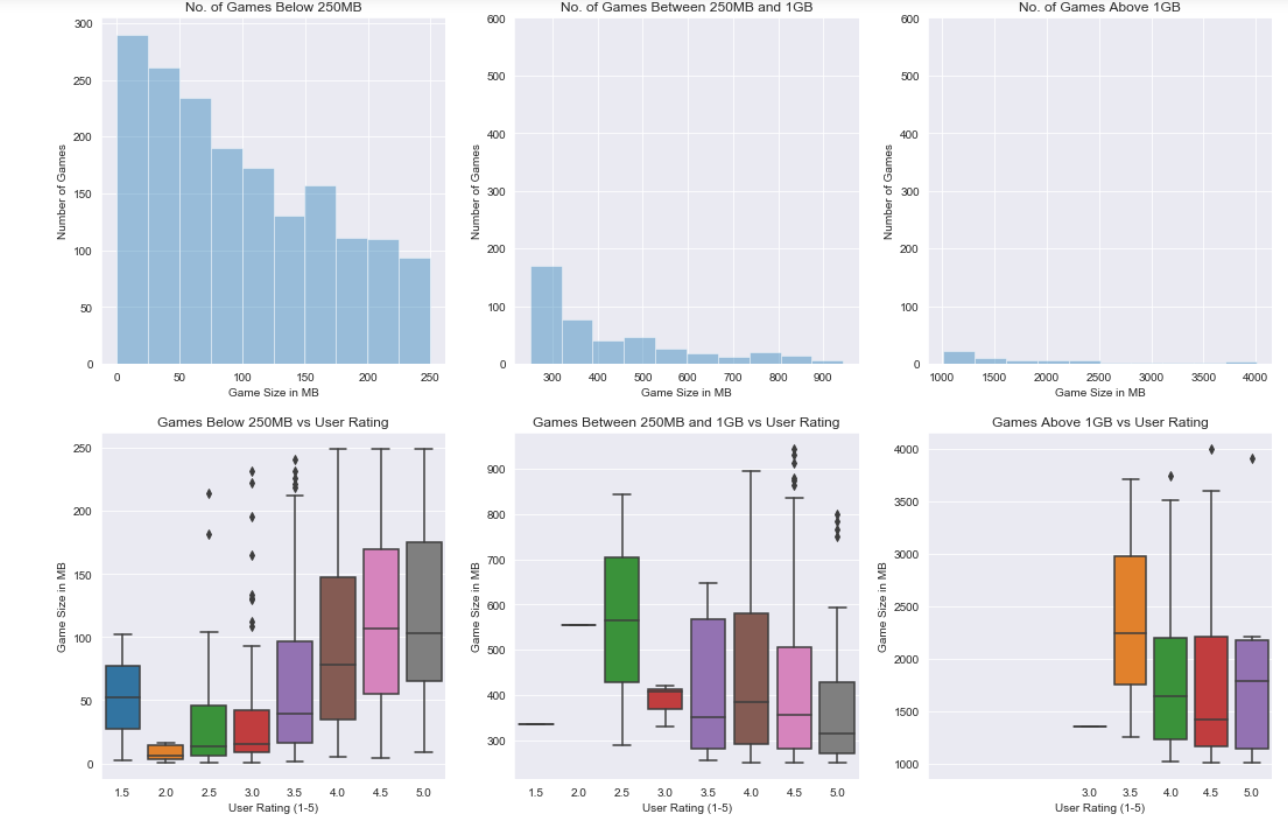 No. of Games Below 250MB
300
250
200
150
100
50
0
Number of Games
0 50 100 150 200 250
Game Size in MB
No. of Games Between 250MB and 1GB
600
500
400
300
200
100
0
Number of Games
300 400 500 600 700 800 900
Game Size in MB
No. of Games Above 1GB
600
500
400
300
200
100
0
Number of Games
1000 1500 2000 2500 3000 3500 4000
Game Size in MB
Games Below 250MB vs User Rating
250
200
150
100
50
0
Game Size in MB
1.5 2.0 2.5 3.0 3.5 4.0 4.5 5.0
User Rating (1-5)
Games Between 250MB and 1GB vs User Rating
900
800
700
600
500
400
300
Game Size in MB
1.5 2.0 2.5 3.0 3.5 4.0 4.5 5.0
User Rating (1-5)
Games Above 1GB vs User Rating
4000
3500
3000
2500
2000
1500
1000
Game Size in MB
3.0 3.5 4.0 4.5 5.0
User Rating (1-5)